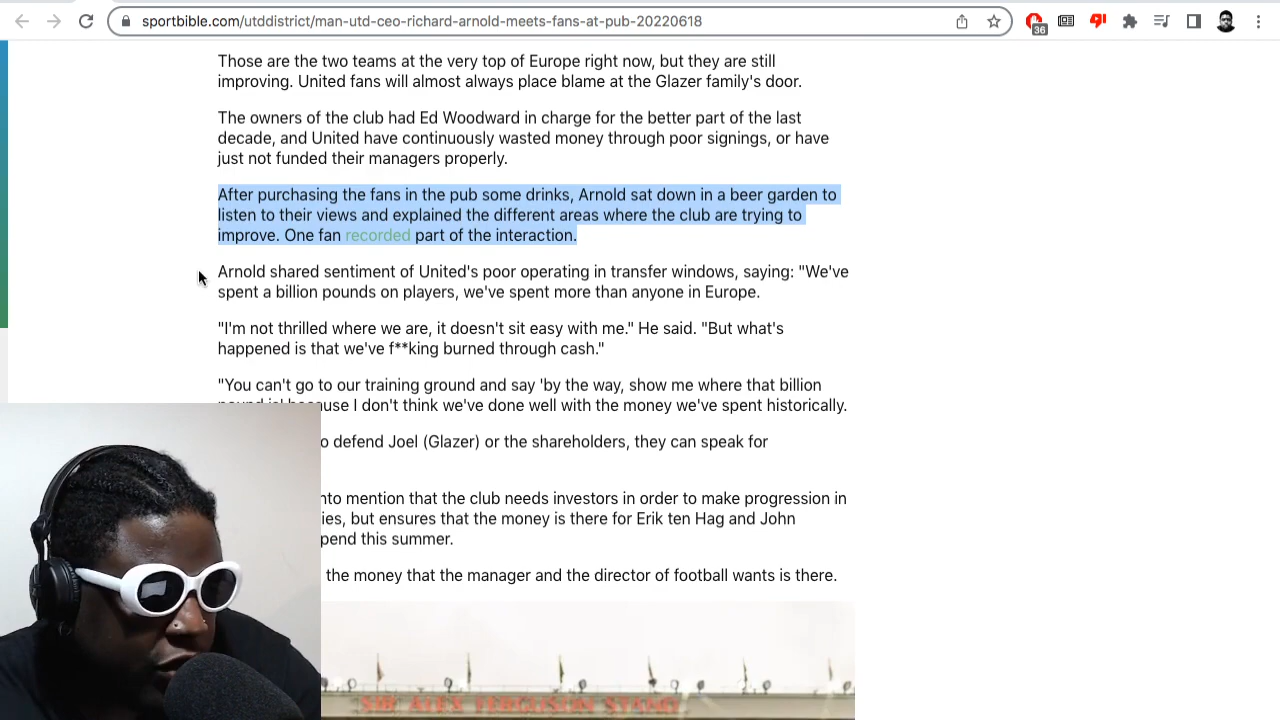 sportbible.com/utddistrict/man-utd-ceo-richard-arnold-meets-fans-at-pub-20220618
36
Those are the two teams at the very top of Europe right now, but they are still
improving. United fans will almost always place blame at the Glazer family's door.
The owners of the club had Ed Woodward in charge for the better part of the last
decade, and United have continuously wasted money through poor signings, or have
just not funded their managers properly.
After purchasing the fans in the pub some drinks, Arnold sat down in a beer garden to
listen to their views and explained the different areas where the club are trying to
improve. One fan recorded part of the interaction.
Arnold shared sentiment of United's poor operating in transfer windows, saying: "We've
spent a billion pounds on players, we've spent more than anyone in Europe.
"I'm not thrilled where we are, it doesn't sit easy with me." He said. "But what's
happened is that we've f**king burned through cash."
"You can't go to our training ground and say 'by the way, show me where that billion
pound is' because I don't think we've done well with the money we've spent historically.
o defend Joel (Glazer) or the shareholders, they can speak for
nto mention that the club needs investors in order to make progression in
ies, but ensures that the money is there for Erik ten Hag and John
pend this summer.
the money that the manager and the director of football wants is there.
SIR ALEX FERGUSON STAND